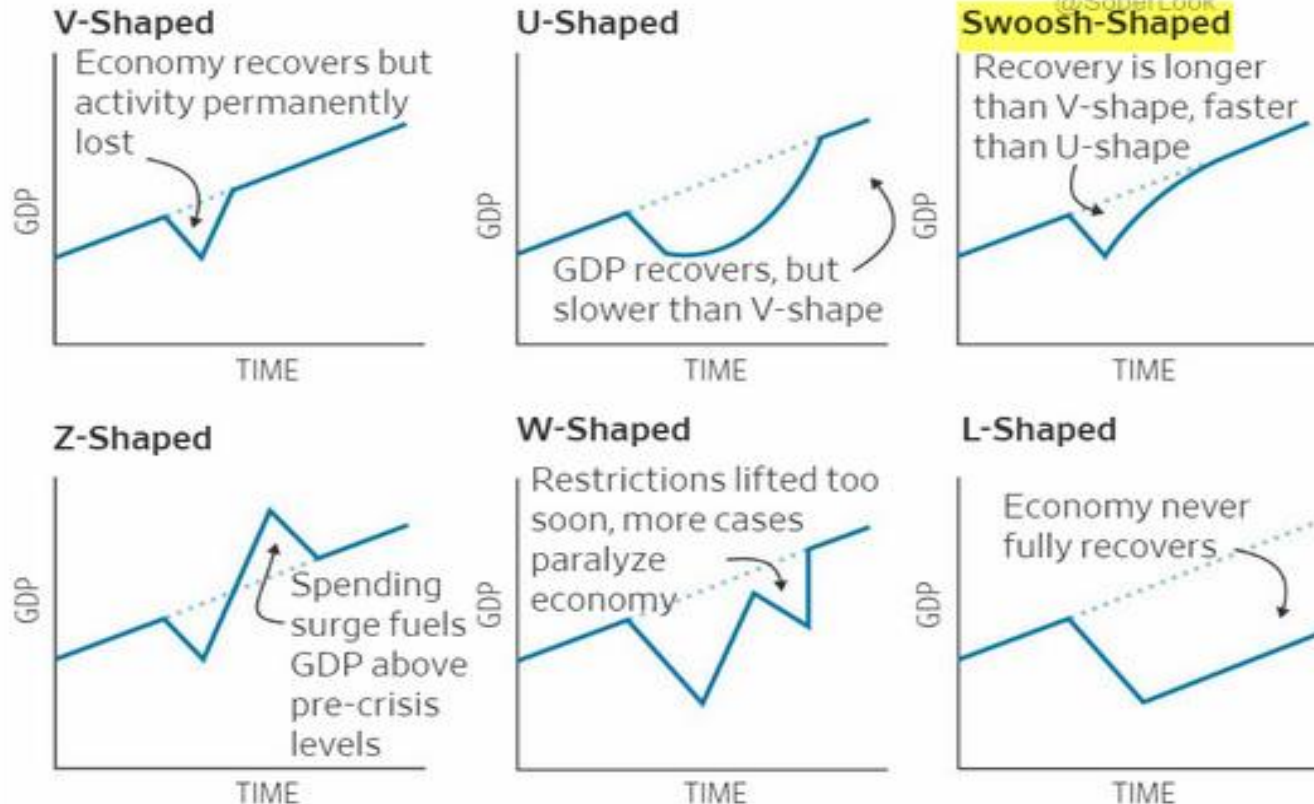 @SoberLook
V-Shaped
Economy recovers but
activity permanently
lost
GDP
TIME
U-Shaped
GDP recovers, but
slower than V-shape
GDP
TIME
Swoosh-Shaped
Recovery is longer
than V-shape, faster
than U-shape
GDP
TIME
Z-Shaped
Spending
surge fuels
GDP above
pre-crisis
levels
GDP
TIME
W-Shaped
Restrictions lifted too
soon, more cases
paralyze
economy
GDP
TIME
L-Shaped
Economy never
fully recovers
GDP
TIME